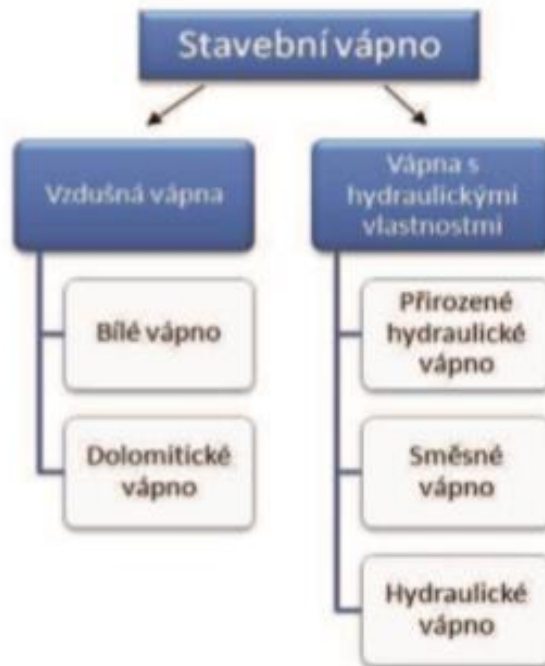 Stavební vápno
Vzdušná vápna
Bílé vápno
Dolomitické
vápno
Vápna s
hydraulickými
vlastnostmi
Přirozené
hydraulické
vápno
Směsné
vápno
Hydraulické
vápno